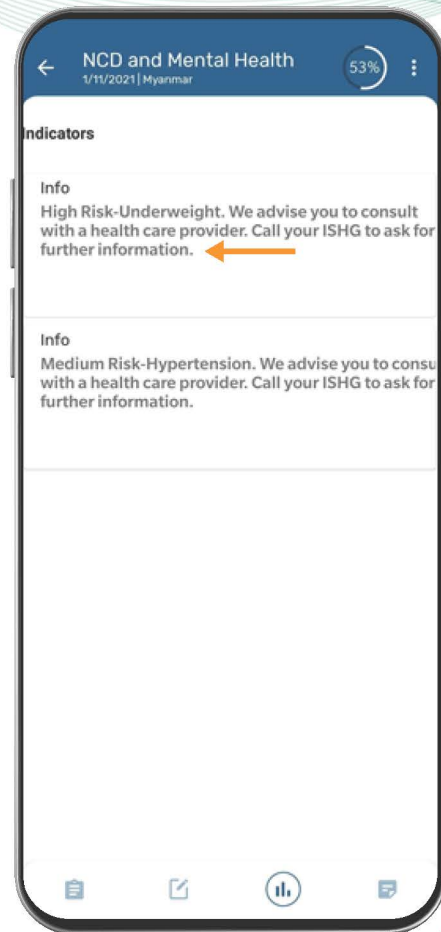 NCD and Mental Health
53%
1/11/2021 | Myanmar
Indicators
Info
High Risk-Underweight. We advise you to consult
with a health care provider. Call your ISHG to ask for
further information.
Info
Medium Risk-Hypertension. We advise you to consu
with a health care provider. Call your ISHG to ask for
further information.